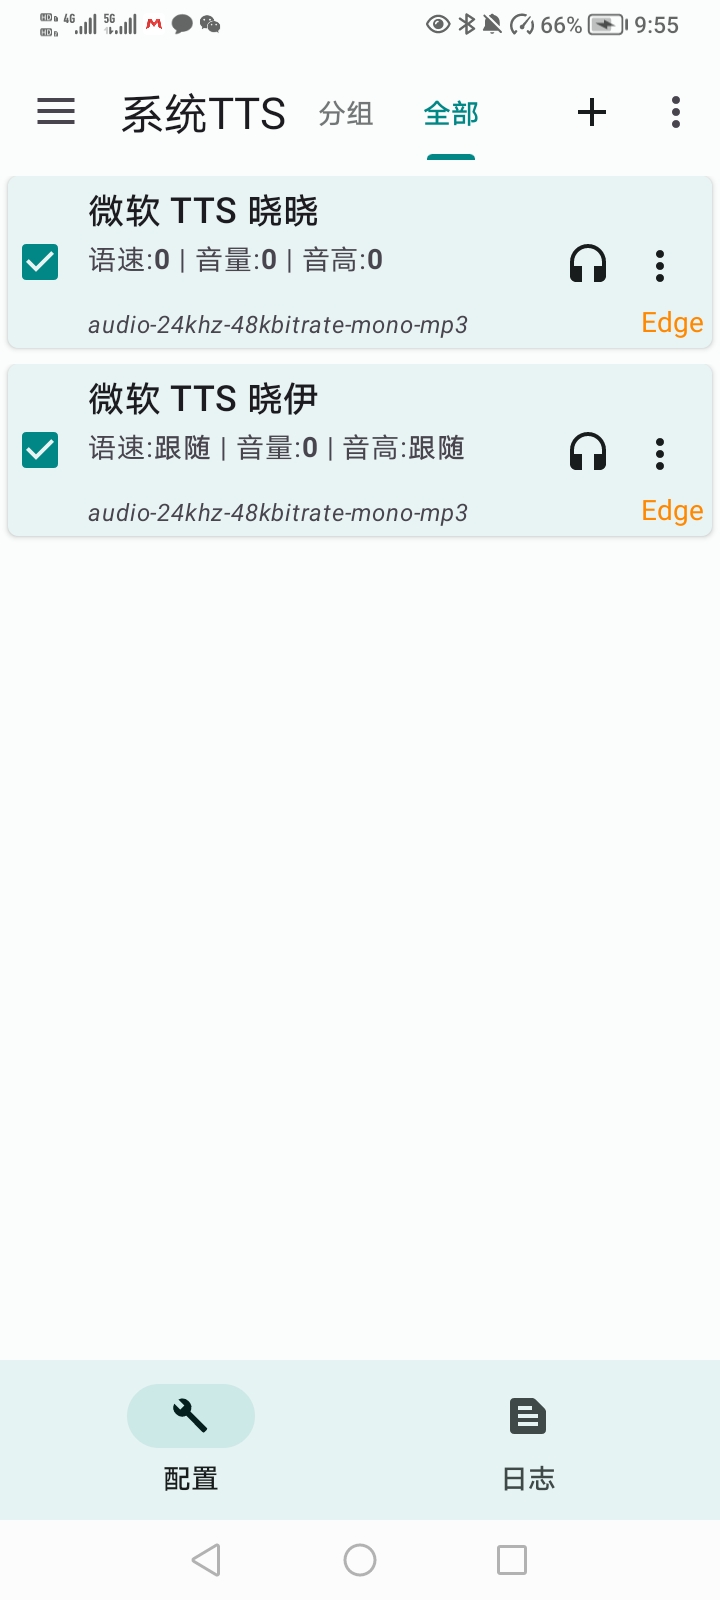 4G 5G 66% 9:55
系统TTS 分组 全部
微软 TTS 晓晓
语速:0 | 音量:0 | 音高:0
audio-24khz-48kbitrate-mono-mp3 Edge
微软 TTS 晓伊
语速:跟随 | 音量:0 | 音高:跟随
audio-24khz-48kbitrate-mono-mp3 Edge
配置 日志